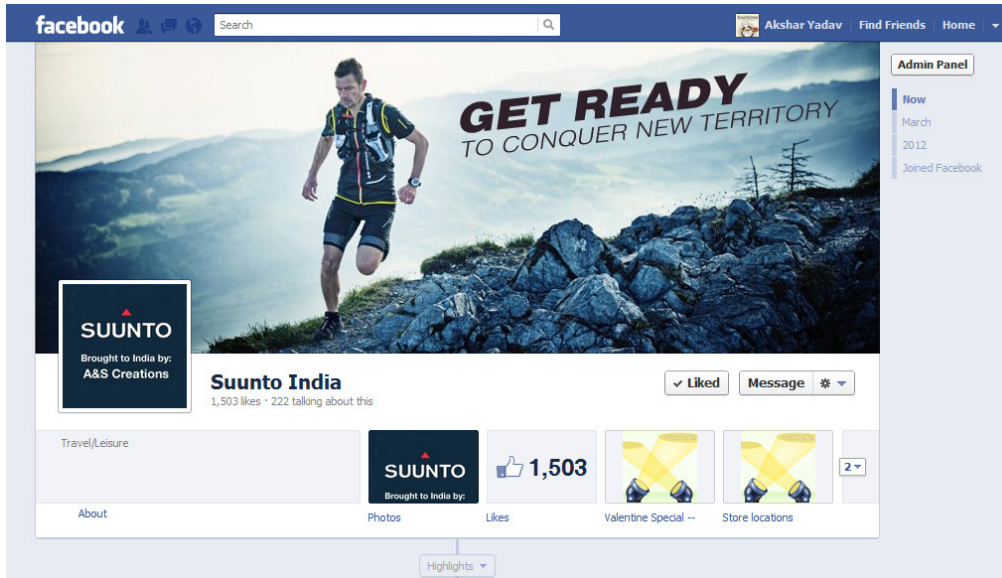 facebook
Search
Akshar Yadav
Find Friends
Home
Admin Panel
Now
March
2012
Joined Facebook
GET READY
TO CONQUER NEW TERRITORY
SUUNTO
Brought to India by:
A&S Creations
Suunto India
1,503 likes · 222 talking about this
Liked
Message
Travel/Leisure
About
SUUNTO
Brought to India by:
Photos
1,503
Likes
Valentine Special --
Store locations
2
Highlights